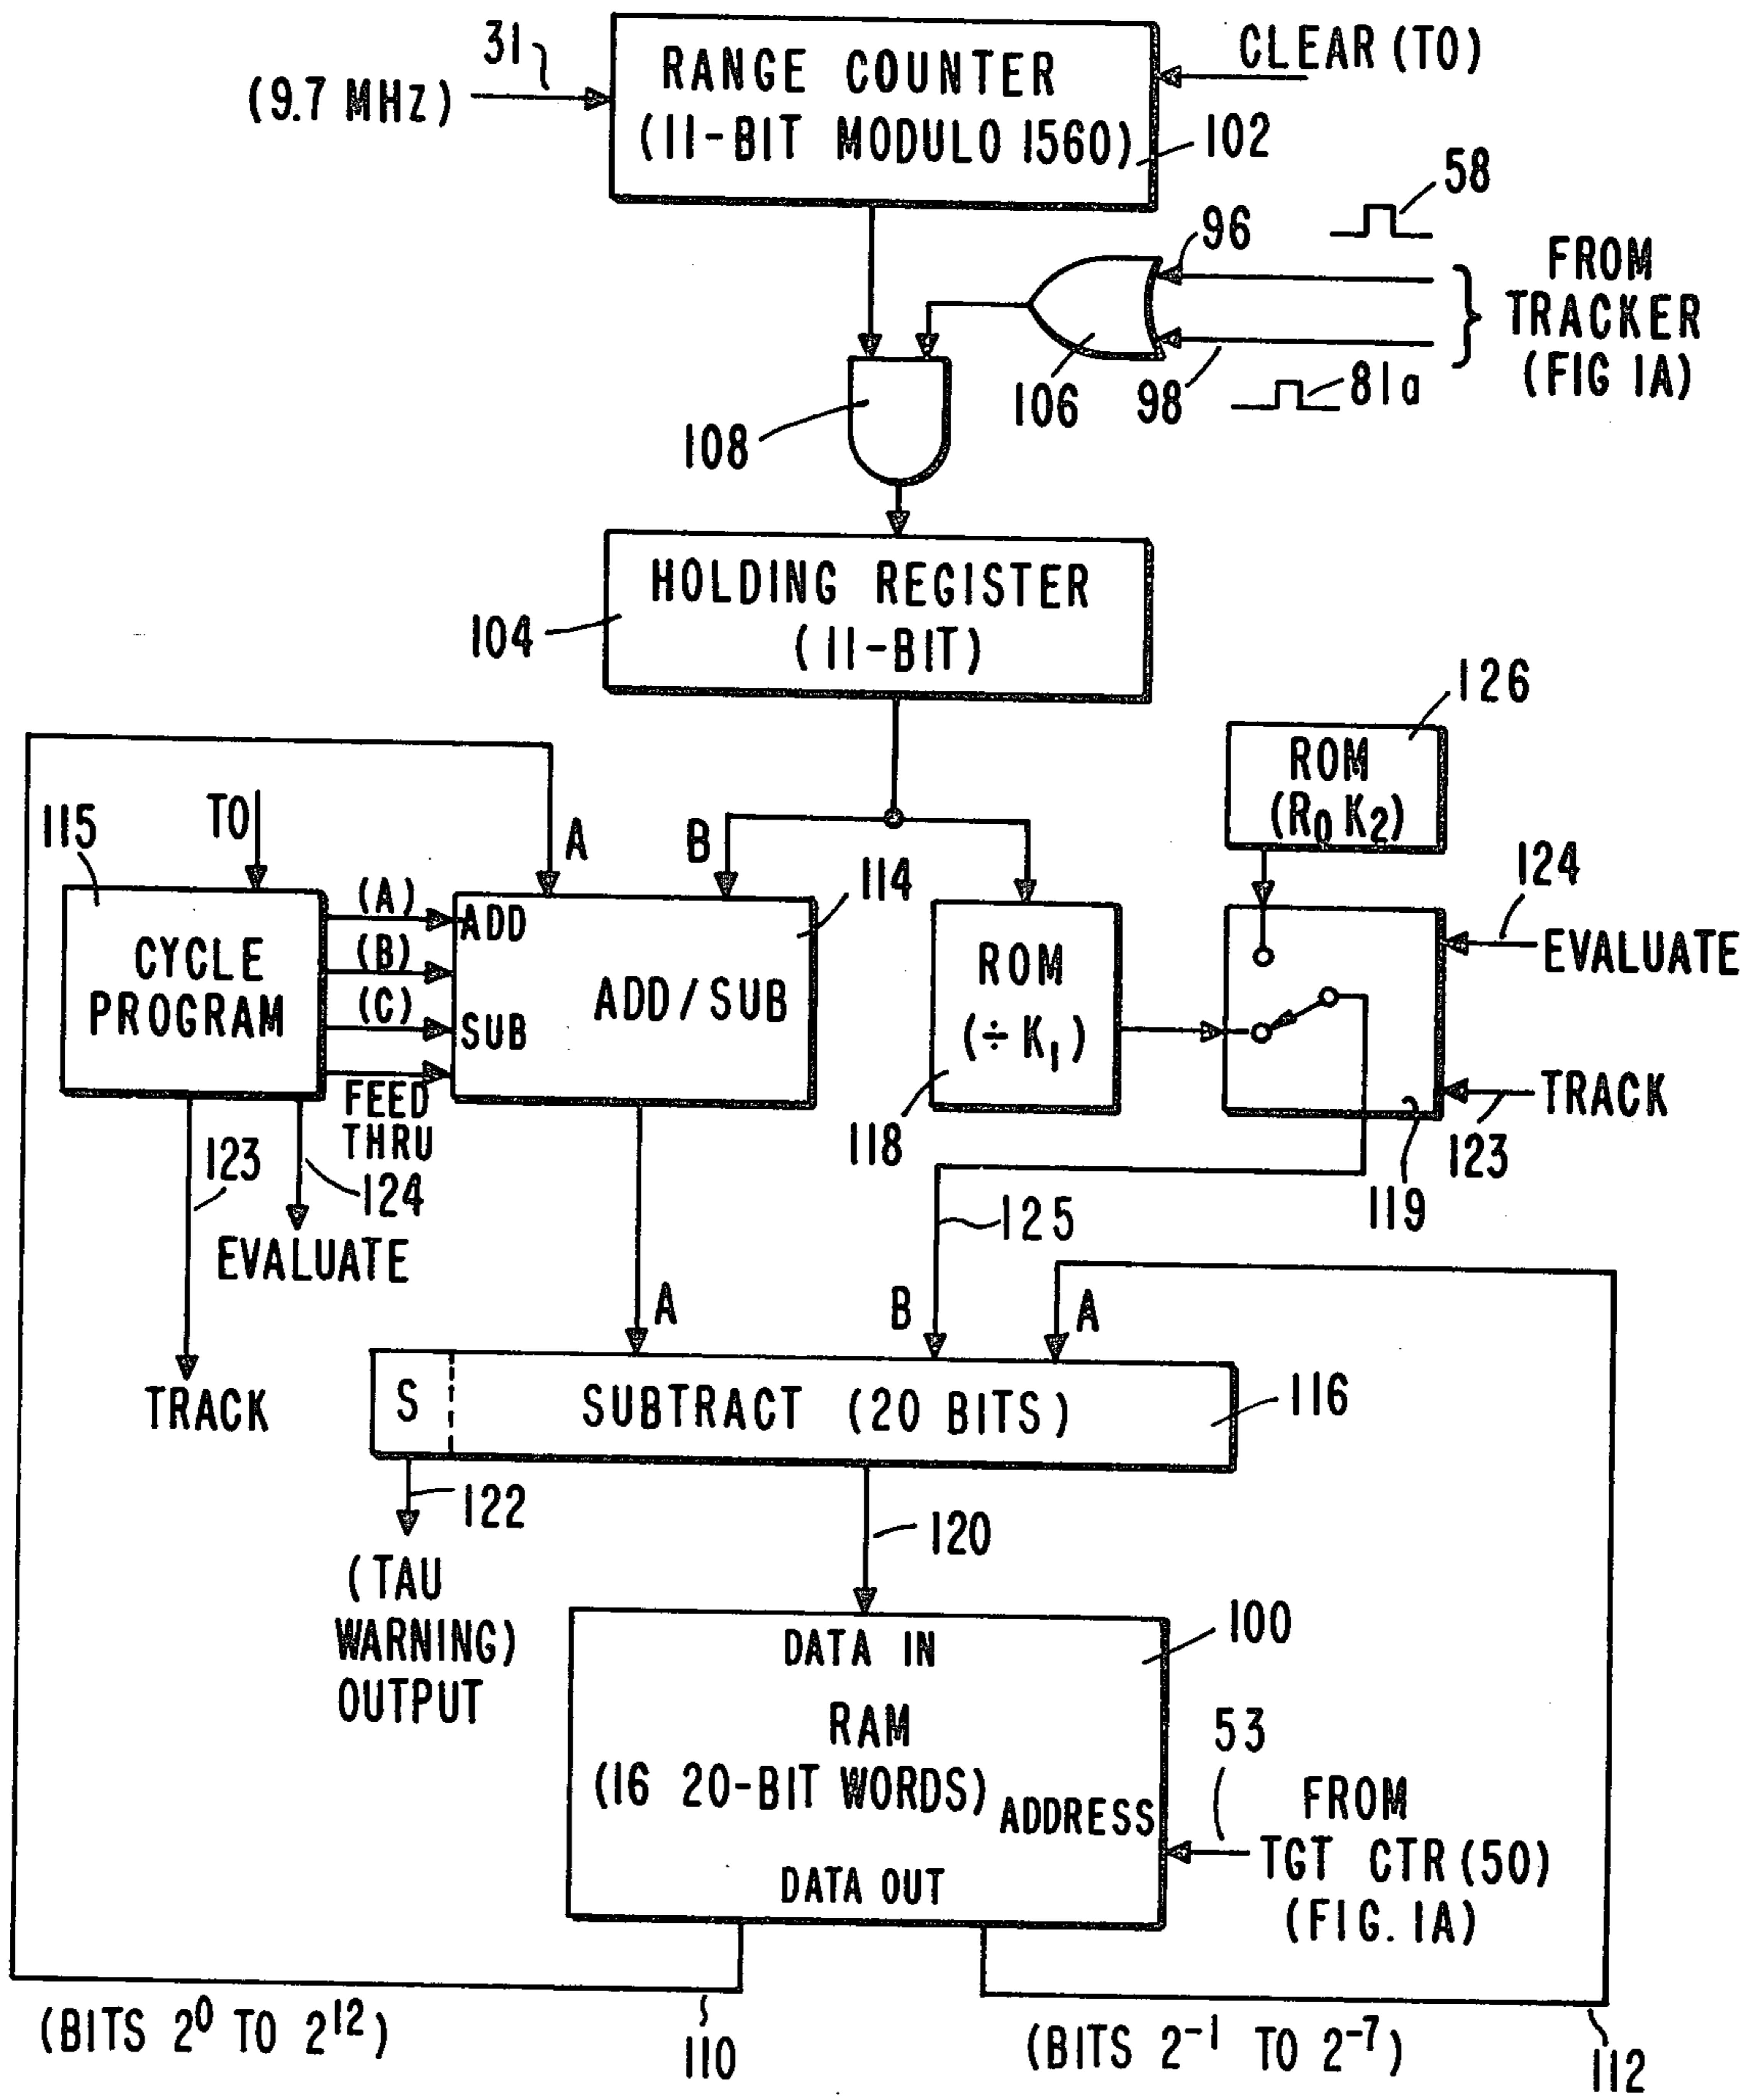 31
(9.7 MHz)
RANGE COUNTER
(11-BIT MODULO 1560)
CLEAR (TO)
102
58
96
FROM
TRACKER
(FIG 1A)
106
98
81a
108
HOLDING REGISTER
(11-BIT)
104
126
ROM
(R0 K2)
115
TO
A
B
114
124
EVALUATE
CYCLE
PROGRAM
(A)
(B)
(C)
FEED
THRU
ADD
SUB
ADD/SUB
ROM
(÷ K1)
118
TRACK
123
119
123
124
EVALUATE
TRACK
125
A
B
A
S
SUBTRACT (20 BITS)
116
122
(TAU
WARNING)
OUTPUT
120
100
DATA IN
RAM
(16 20-BIT WORDS)
ADDRESS
DATA OUT
53
FROM
TGT CTR (50)
(FIG. 1A)
(BITS 2^0 TO 2^12)
110
(BITS 2^-1 TO 2^-7)
112